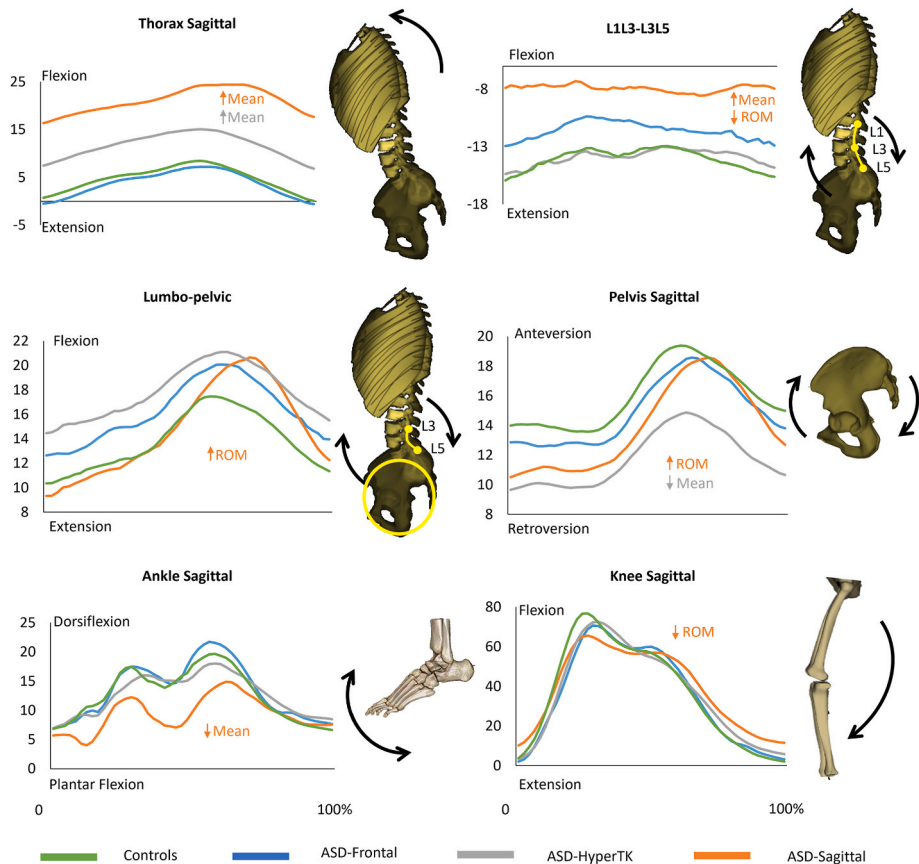 Thorax Sagittal
Flexion
25
15
5
-5
Extension
↑Mean
↑Mean
L1L3-L3L5
Flexion
-8
-13
-18
Extension
↑Mean
↓ROM
L1
L3
L5
Lumbo-pelvic
Flexion
22
20
18
16
14
12
10
8
Extension
↑ROM
L3
L5
Pelvis Sagittal
Anteversion
20
18
16
14
12
10
8
Retroversion
↑ROM
↓Mean
Ankle Sagittal
Dorsiflexion
25
20
15
10
5
0
Plantar Flexion
↓Mean
0
100%
Knee Sagittal
Flexion
80
60
40
20
0
Extension
↓ROM
0
100%
Controls
ASD-Frontal
ASD-HyperTK
ASD-Sagittal